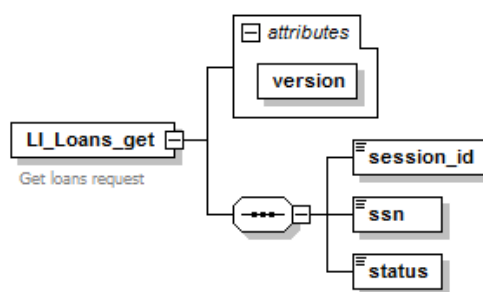 attributes
version
LI_Loans_get
Get loans request
session_id
ssn
status